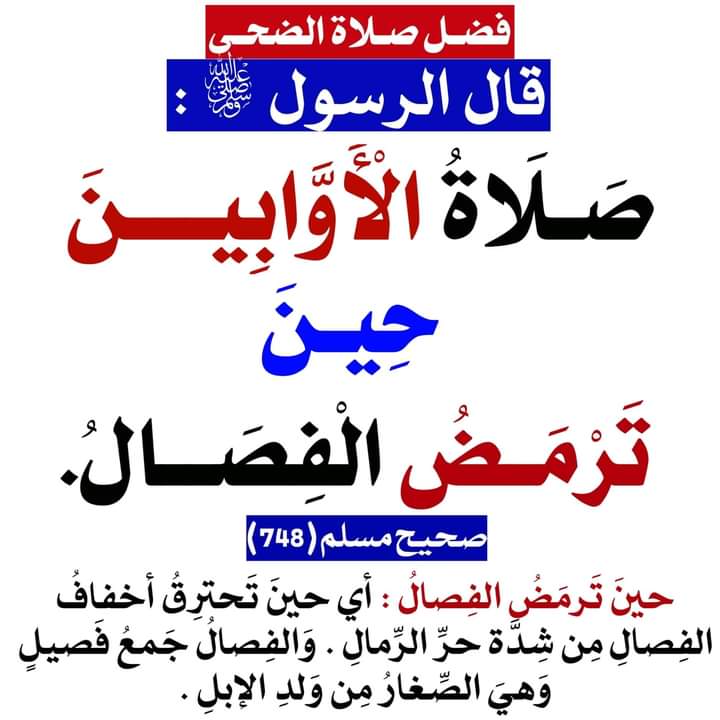 فضل صلاة الضحى
قال الرسول ﷺ :
صَلَاةُ الْأَوَّابِينَ
حِينَ
تَرْمَضُ الْفِصَالُ.
صحيح مسلم (748)
حينَ تَرمَضُ الفِصالُ : أي حينَ تَحترِقُ أخفافُ
الفِصالِ مِن شِدَّة حرِّ الرِّمالِ . وَالفِصالُ جَمعُ فَصيلٍ
وَهيَ الصِّغارُ مِن وَلدِ الإبلِ .